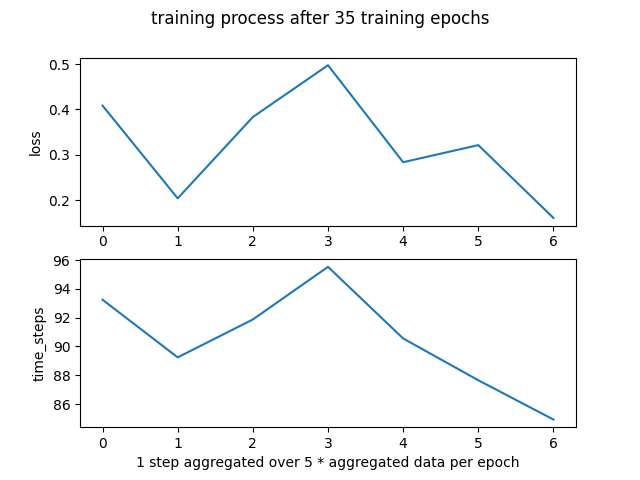 training process after 35 training epochs
0.5
0.4
0.3
0.2
loss
0 1 2 3 4 5 6
96
94
92
90
88
86
time_steps
0 1 2 3 4 5 6
1 step aggregated over 5 * aggregated data per epoch